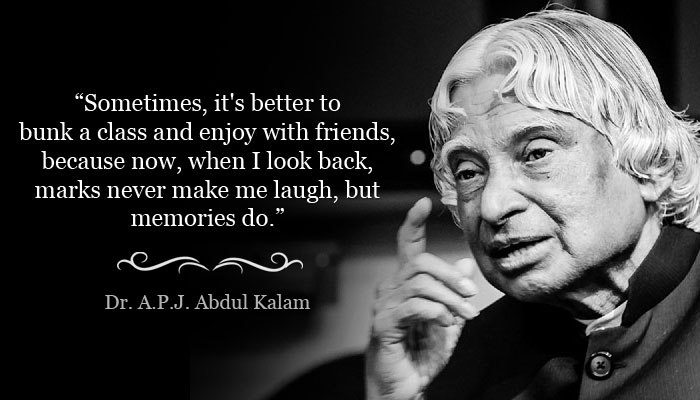 “Sometimes, it's better to
bunk a class and enjoy with friends,
because now, when I look back,
marks never make me laugh, but
memories do.”
Dr. A.P.J. Abdul Kalam